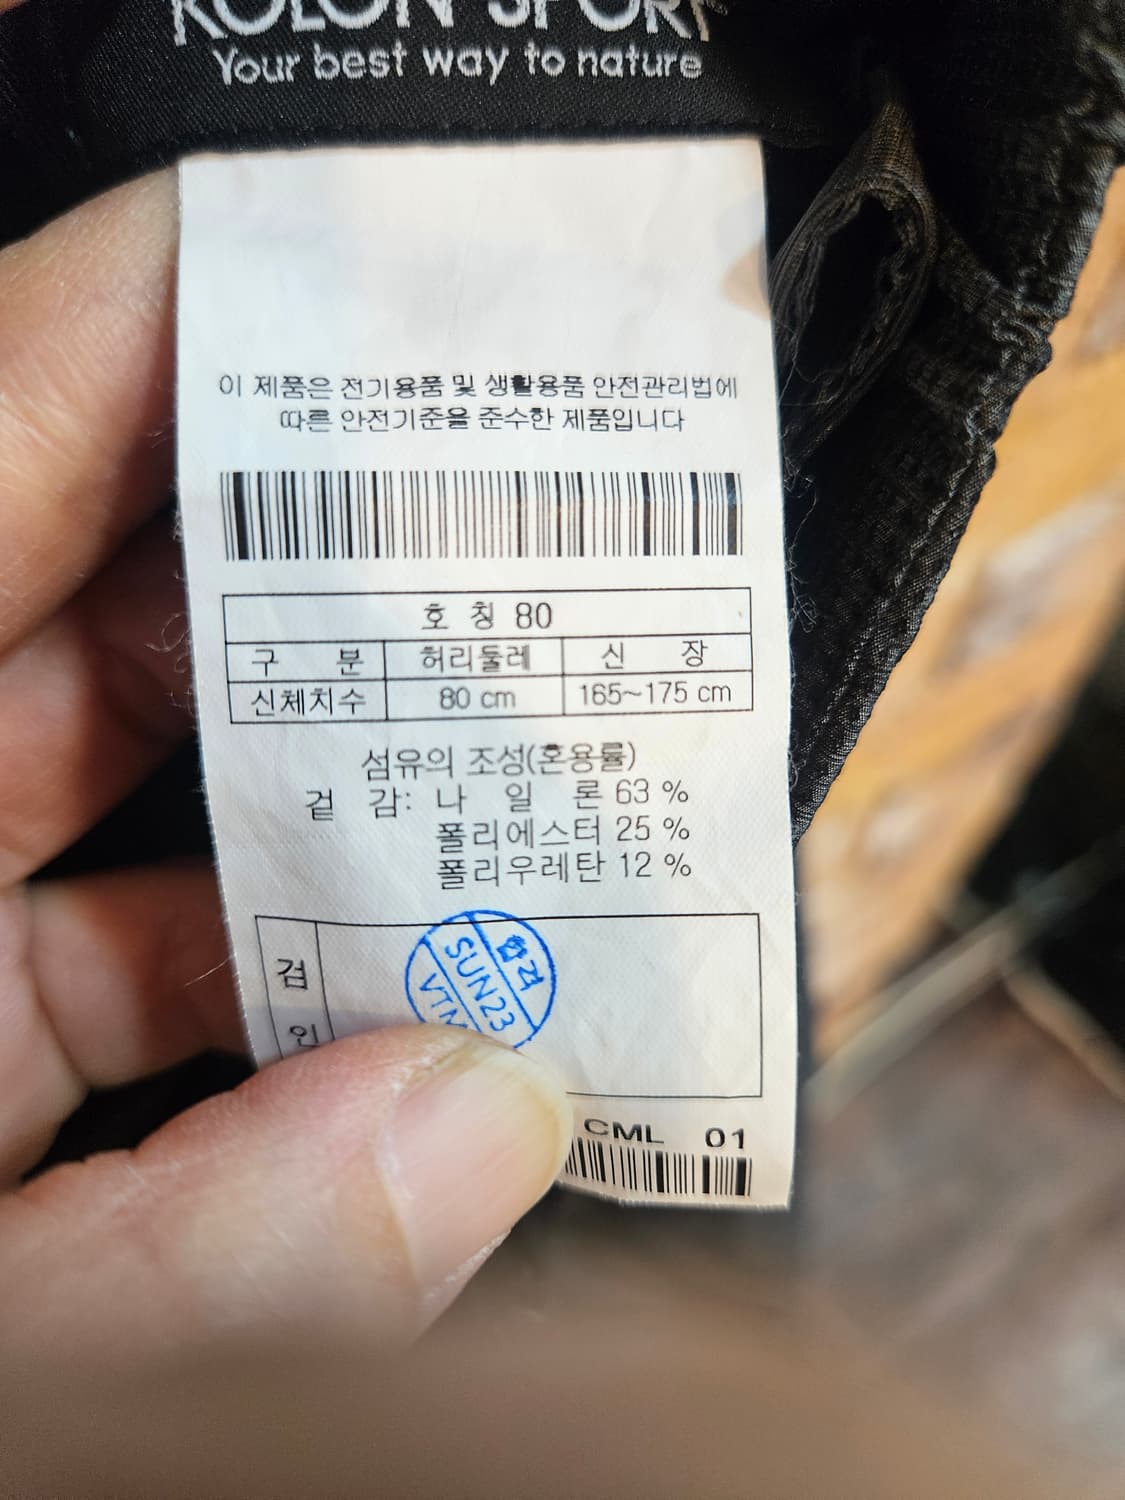 KOLON SPORT
Your best way to nature
이 제품은 전기용품 및 생활용품 안전관리법에
따른 안전기준을 준수한 제품입니다
호 칭 80
구 분 허리둘레 신 장
신체치수 80 cm 165~175 cm
섬유의 조성(혼용률)
겉 감: 나 일 론 63 %
폴리에스터 25 %
폴리우레탄 12 %
검
인
합격
SUN23
VTM
CML 01